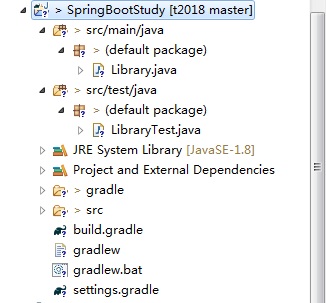 > SpringBootStudy [t2018 master]
> src/main/java
> (default package)
Library.java
> src/test/java
> (default package)
LibraryTest.java
JRE System Library [JavaSE-1.8]
Project and External Dependencies
> gradle
> src
build.gradle
gradlew
gradlew.bat
settings.gradle